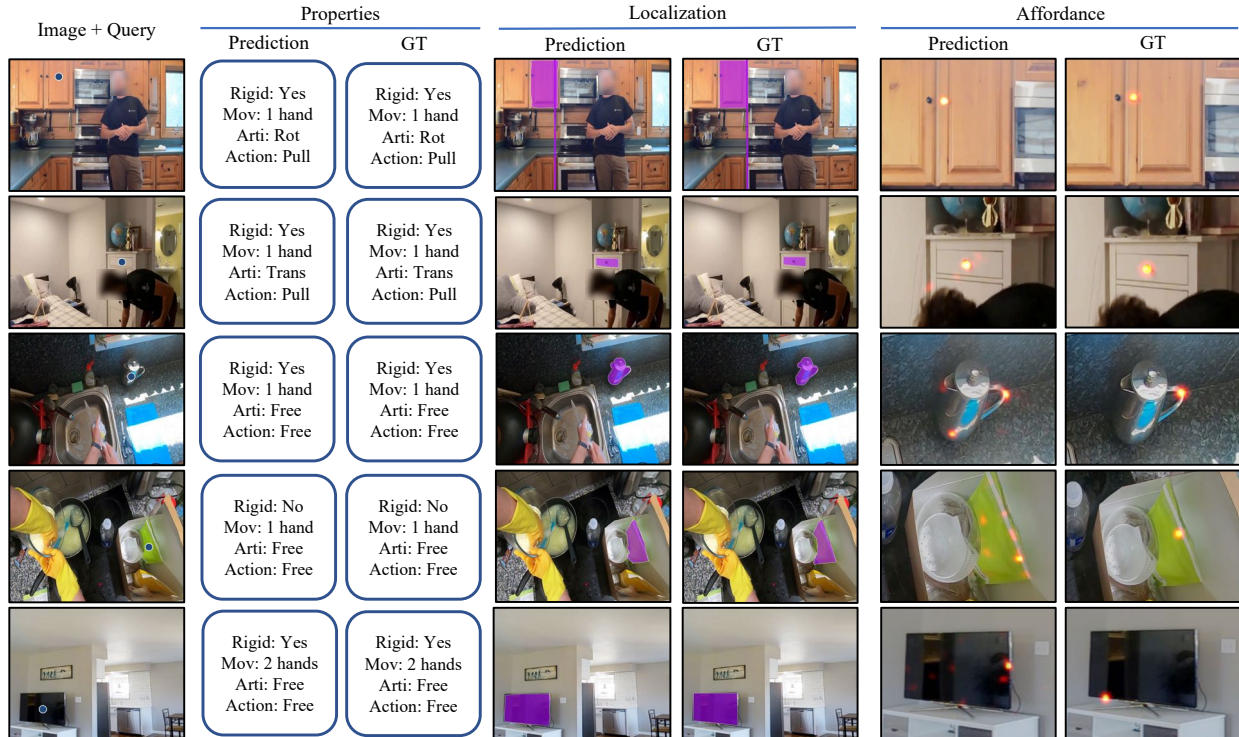 Image + Query
Properties
Localization
Affordance
Prediction
GT
Prediction
GT
Prediction
GT
Rigid: Yes
Mov: 1 hand
Arti: Rot
Action: Pull
Rigid: Yes
Mov: 1 hand
Arti: Rot
Action: Pull
Rigid: Yes
Mov: 1 hand
Arti: Trans
Action: Pull
Rigid: Yes
Mov: 1 hand
Arti: Trans
Action: Pull
Rigid: Yes
Mov: 1 hand
Arti: Free
Action: Free
Rigid: Yes
Mov: 1 hand
Arti: Free
Action: Free
Rigid: No
Mov: 1 hand
Arti: Free
Action: Free
Rigid: No
Mov: 1 hand
Arti: Free
Action: Free
Rigid: Yes
Mov: 2 hands
Arti: Free
Action: Free
Rigid: Yes
Mov: 2 hands
Arti: Free
Action: Free